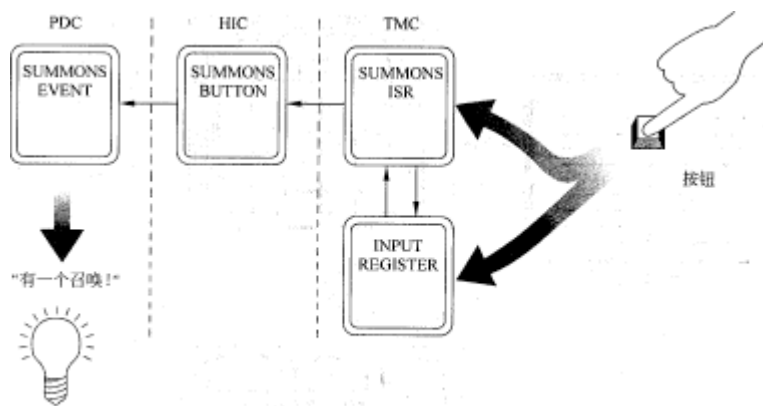 PDC
HIC
TMC
SUMMONS
EVENT
SUMMONS
BUTTON
SUMMONS
ISR
按钮
INPUT
REGISTER
"有一个召唤!"